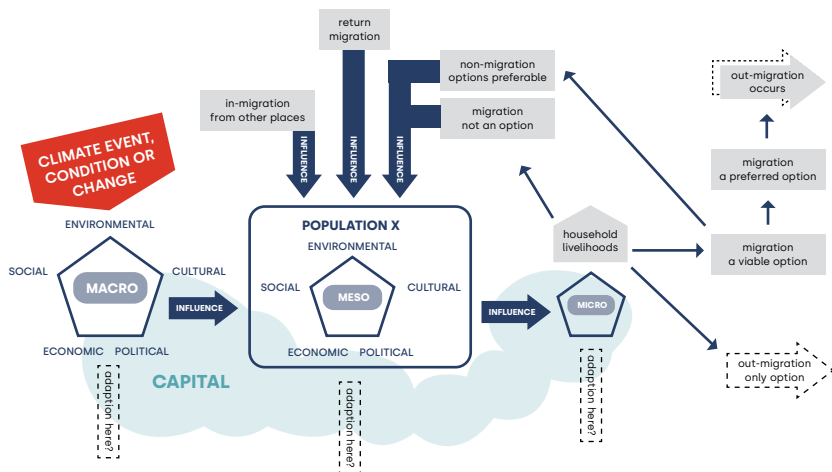 return
migration
non-migration
options preferable
in-migration
from other places
migration
not an option
out-migration
occurs
CLIMATE EVENT,
CONDITION OR
CHANGE
INFLUENCE
INFLUENCE
INFLUENCE
migration
a preferred option
ENVIRONMENTAL
SOCIAL
CULTURAL
MACRO
ECONOMIC POLITICAL
INFLUENCE
POPULATION X
ENVIRONMENTAL
SOCIAL
CULTURAL
MESO
ECONOMIC POLITICAL
INFLUENCE
household
livelihoods
MICRO
migration
a viable option
out-migration
only option
CAPITAL
adaption here?
adaption here?
adaption here?